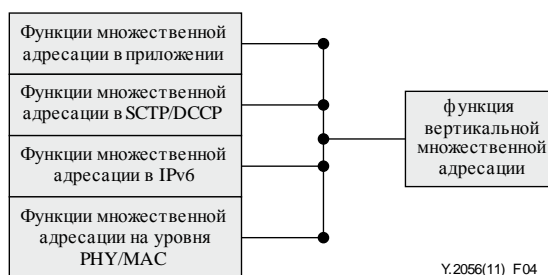 Функции множественной
адресации в приложении
Функции множественной
адресации в SCTP/DCCP
Функции множественной
адресации в IPv6
Функции множественной
адресации на уровня
PHY/MAC
функция
вертикальной
множественной
адресации
Y.2056(11)_F04